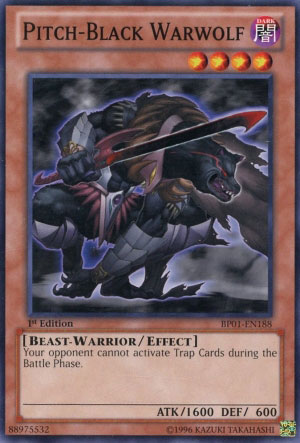 PITCH-BLACK WARWOLF
DARK
闇
1st Edition
BP01-EN188
[BEAST-WARRIOR/EFFECT]
Your opponent cannot activate Trap Cards during the
Battle Phase.
ATK/1600 DEF/ 600
88975532
©1996 KAZUKI TAKAHASHI